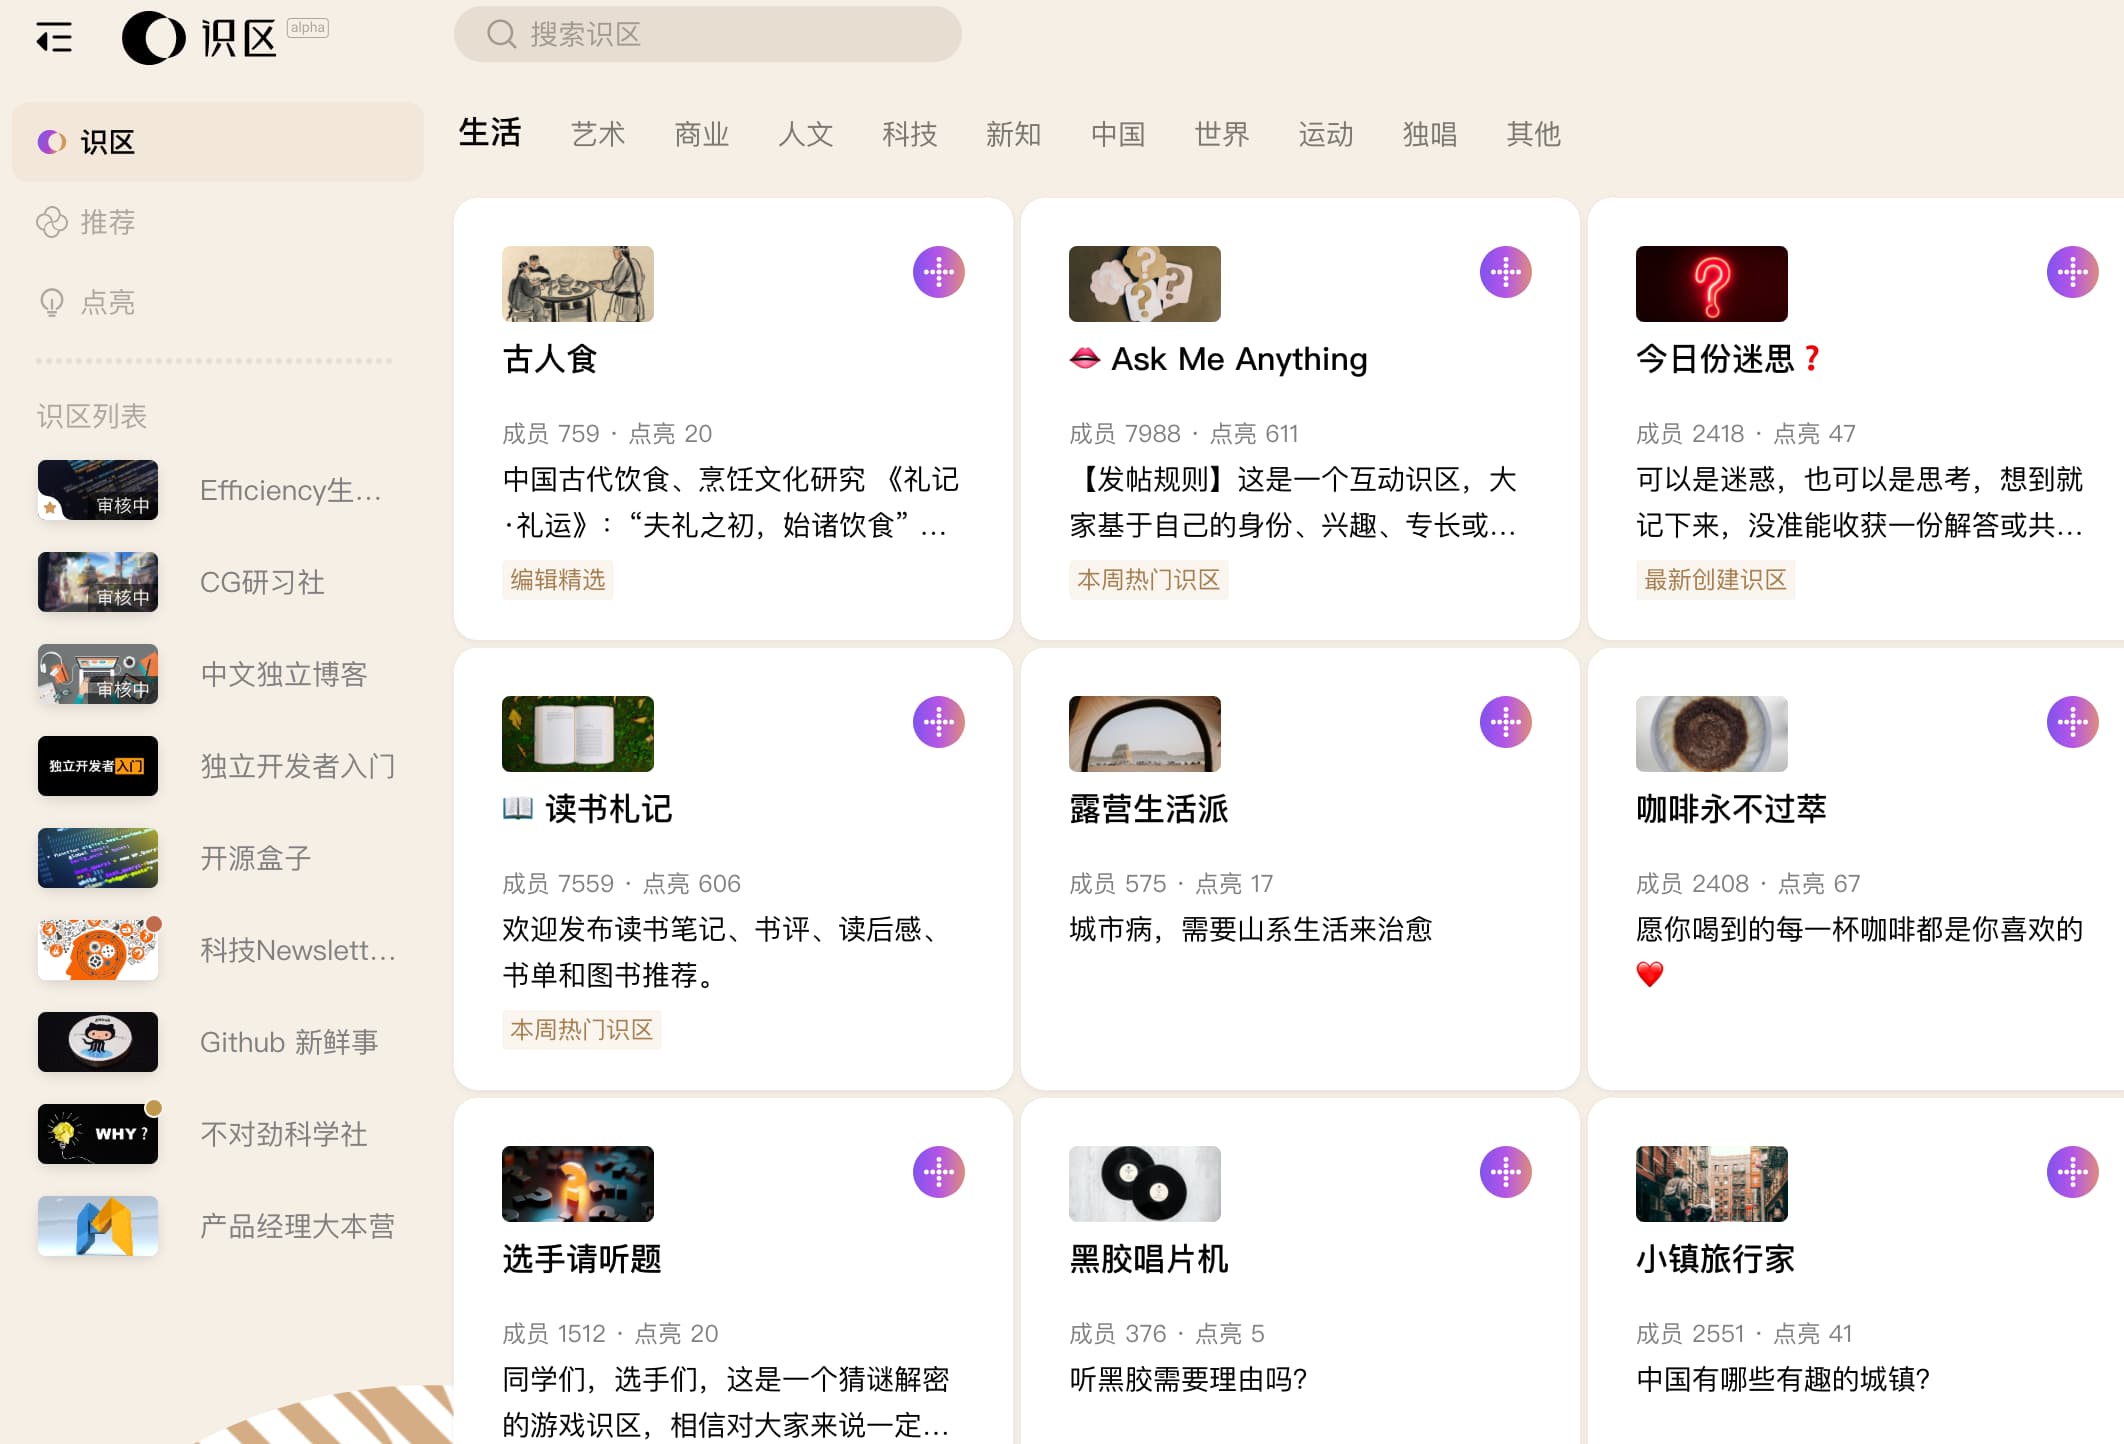 识区 alpha
搜索识区
识区
推荐
点亮
识区列表
审核中
Efficiency生...
审核中
CG研习社
审核中
中文独立博客
独立开发者入门
独立开发者入门
开源盒子
科技Newslett...
Github 新鲜事
WHY ?
不对劲科学社
产品经理大本营
生活 艺术 商业 人文 科技 新知 中国 世界 运动 独唱 其他
古人食
成员 759 · 点亮 20
中国古代饮食、烹饪文化研究 《礼记
·礼运》：“夫礼之初，始诸饮食” ...
编辑精选
👄 Ask Me Anything
成员 7988 · 点亮 611
【发帖规则】这是一个互动识区，大
家基于自己的身份、兴趣、专长或...
本周热门识区
今日份迷思❓
成员 2418 · 点亮 47
可以是迷惑，也可以是思考，想到就
记下来，没准能收获一份解答或共...
最新创建识区
📖 读书札记
成员 7559 · 点亮 606
欢迎发布读书笔记、书评、读后感、
书单和图书推荐。
本周热门识区
露营生活派
成员 575 · 点亮 17
城市病，需要山系生活来治愈
咖啡永不过萃
成员 2408 · 点亮 67
愿你喝到的每一杯咖啡都是你喜欢的
❤️
选手请听题
成员 1512 · 点亮 20
同学们，选手们，这是一个猜谜解密
的游戏识区，相信对大家来说一定...
黑胶唱片机
成员 376 · 点亮 5
听黑胶需要理由吗？
小镇旅行家
成员 2551 · 点亮 41
中国有哪些有趣的城镇？